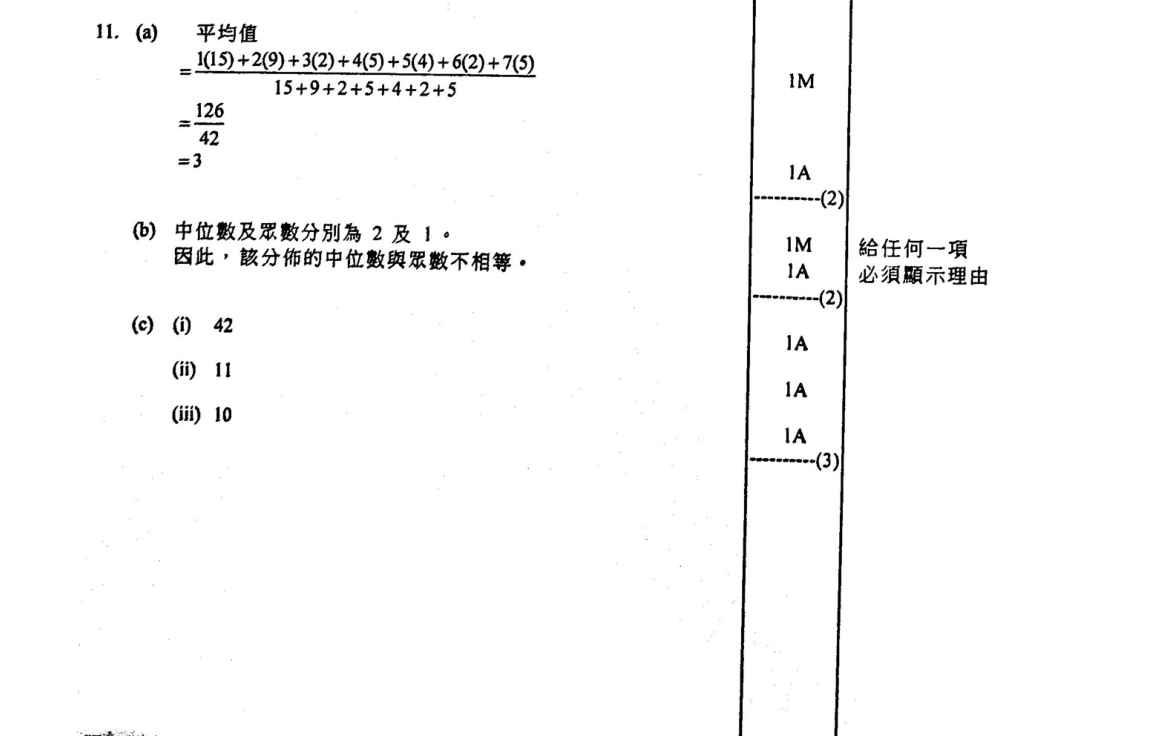 11. (a) 平均值
= 1(15)+2(9)+3(2)+4(5)+5(4)+6(2)+7(5)
15+9+2+5+4+2+5
1M
= 126
42
=3
1A
---------(2)
(b) 中位數及眾數分別為 2 及 1。
1M 給任何一項
因此，該分佈的中位數與眾數不相等。
1A 必須顯示理由
---------(2)
(c) (i) 42
1A
(ii) 11
1A
(iii) 10
1A
---------(3)